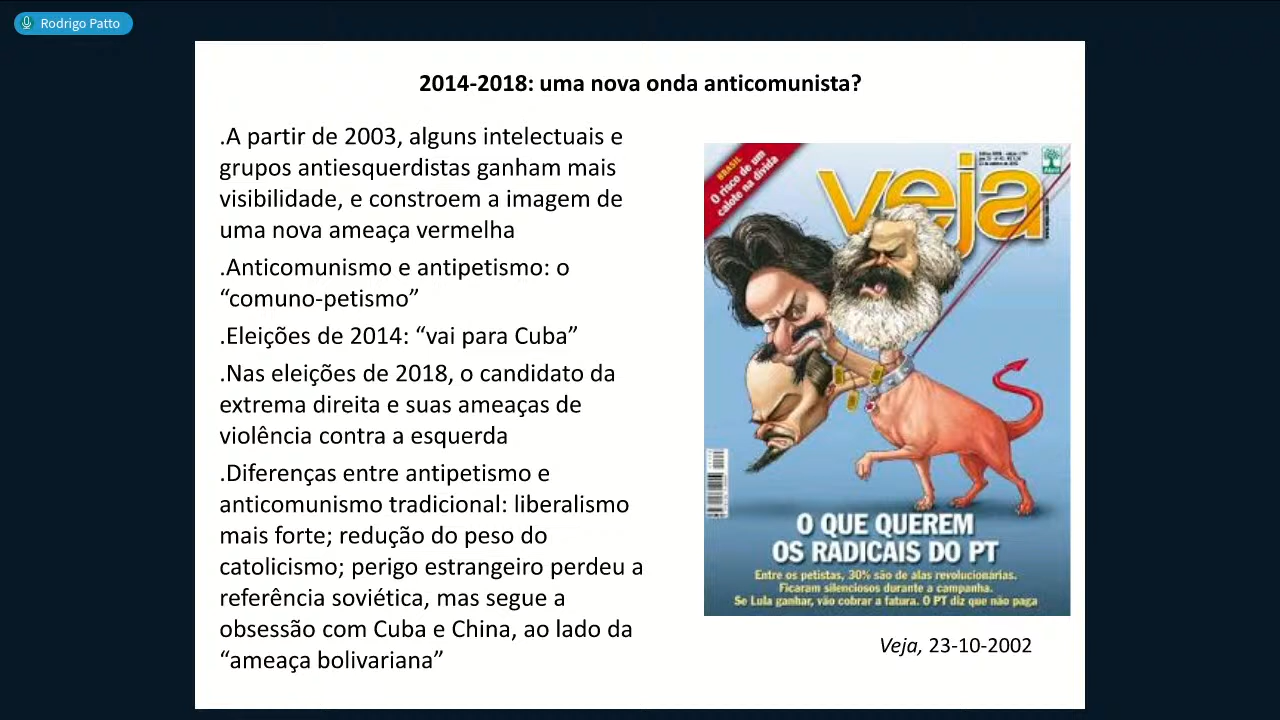 Rodrigo Patto
2014-2018: uma nova onda anticomunista?
.A partir de 2003, alguns intelectuais e
grupos antiesquerdistas ganham mais
visibilidade, e constroem a imagem de
uma nova ameaça vermelha
.Anticomunismo e antipetismo: o
“comuno-petismo”
.Eleições de 2014: “vai para Cuba”
.Nas eleições de 2018, o candidato da
extrema direita e suas ameaças de
violência contra a esquerda
.Diferenças entre antipetismo e
anticomunismo tradicional: liberalismo
mais forte; redução do peso do
catolicismo; perigo estrangeiro perdeu a
referência soviética, mas segue a
obsessão com Cuba e China, ao lado da
“ameaça bolivariana”
BRASIL
O risco de um
calote na dívida
veja
Abril
O QUE QUEREM
OS RADICAIS DO PT
Entre os petistas, 30% são de alas revolucionárias.
Ficaram silenciosos durante a campanha.
Se Lula ganhar, vão cobrar a fatura. O PT diz que não paga
Veja, 23-10-2002